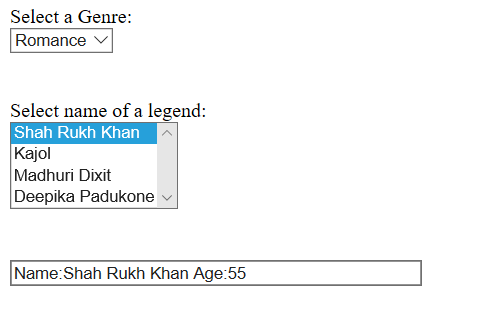 Select a Genre:
Romance
Select name of a legend:
Shah Rukh Khan
Kajol
Madhuri Dixit
Deepika Padukone
Name:Shah Rukh Khan Age:55